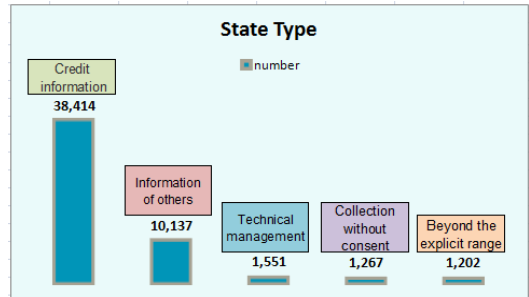 State Type
number
Credit
information
38,414
Information
of others
10,137
Technical
management
1,551
Collection
without
consent
1,267
Beyond the
explicit range
1,202